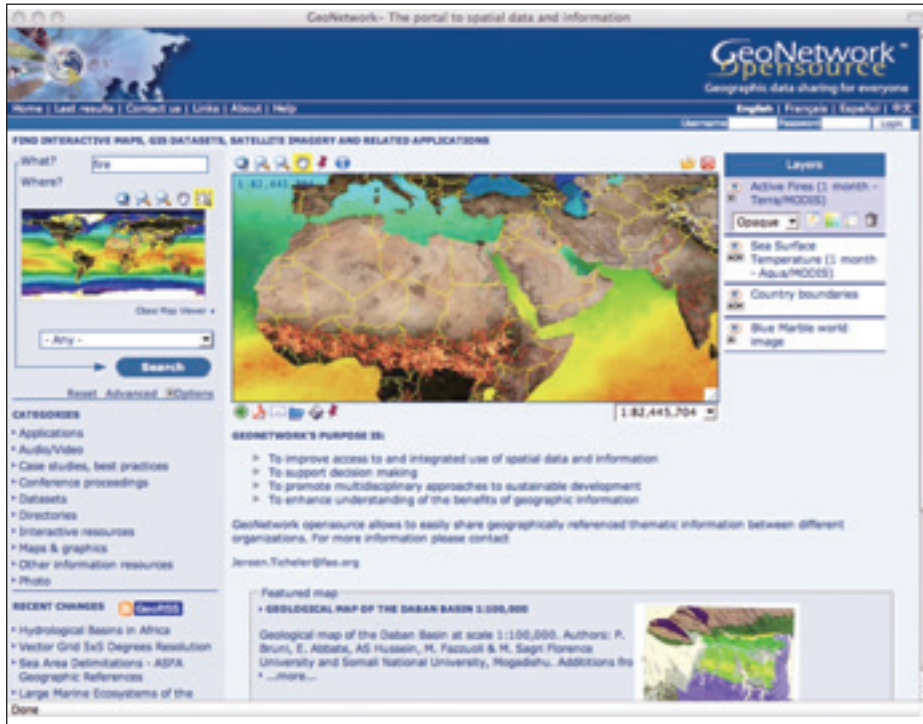 GeoNetwork - The portal to spatial data and information
GeoNetwork
Opensource
Geographic data sharing for everyone
Home | Last results | Contact us | Links | About | Help
English | Français | Español | 中文
Username Password Login
FIND INTERACTIVE MAPS, GIS DATASETS, SATELLITE IMAGERY AND RELATED APPLICATIONS
What?
fire
Where?
Close Map Viewer
- Any -
Search
Reset Advanced Options
CATEGORIES
Applications
Audio/Video
Case studies, best practices
Conference proceedings
Datasets
Directories
Interactive resources
Maps & graphics
Other information resources
Photo
RECENT CHANGES GeoRSS
Hydrological Basins in Africa
Vector Grid 5x5 Degrees Resolution
Sea Area Delimitations - ASFA
Geographic References
Large Marine Ecosystems of the
1:82,445,704
1:82,445,704
Layers
Active Fires (1 month -
Terra/MODIS)
Opaque
Sea Surface
Temperature (1 month
- Aqua/MODIS)
Country boundaries
Blue Marble world
image
GEONETWORK'S PURPOSE IS:
To improve access to and integrated use of spatial data and information
To support decision making
To promote multidisciplinary approaches to sustainable development
To enhance understanding of the benefits of geographic information
GeoNetwork opensource allows to easily share geographically referenced thematic information between different
organizations. For more information please contact
Jeroen.Ticheler@fao.org
Featured map
GEOLOGICAL MAP OF THE DABAN BASIN 1:100,000
Geological map of the Daban Basin at scale 1:100,000. Authors: P.
Bruni, E. Abbate, AS Hussein, M. Fazzuoli & M. Sagri Florence
University and Somali National University, Mogadishu. Additions fro
...more...
Done